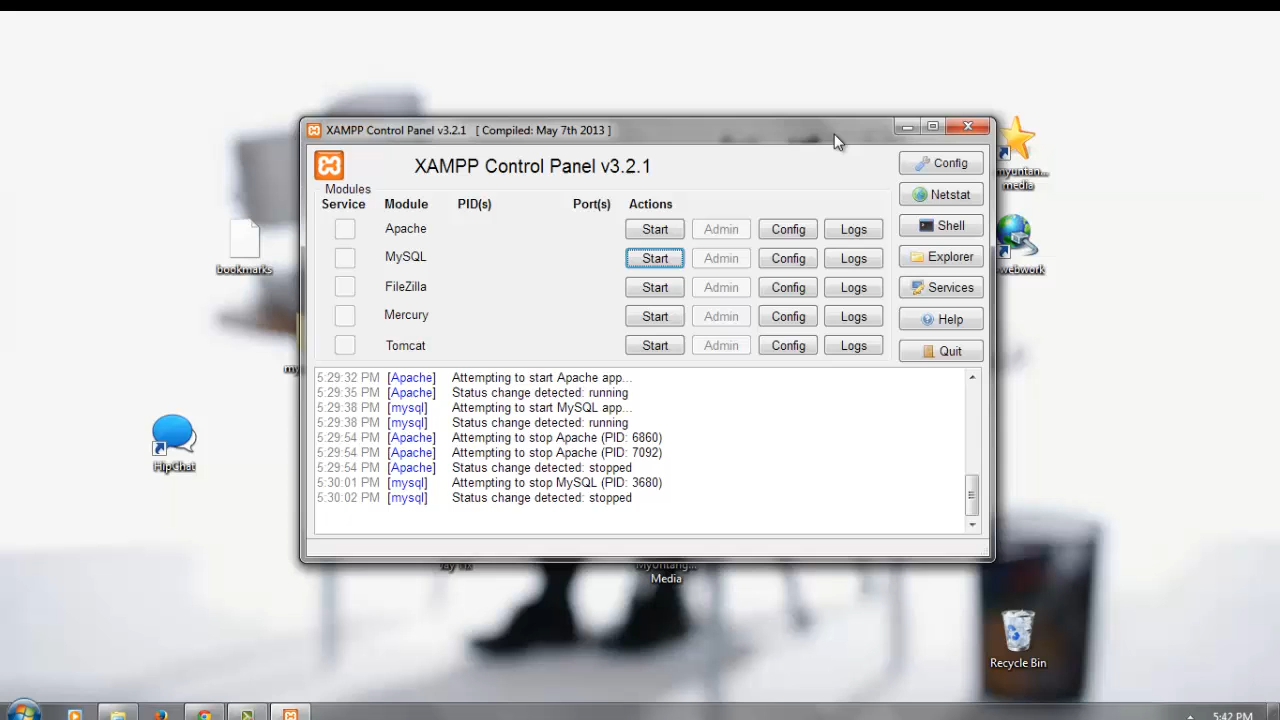 XAMPP Control Panel v3.2.1 [ Compiled: May 7th 2013 ]
XAMPP Control Panel v3.2.1
Config
Modules
Service Module PID(s) Port(s) Actions
Netstat
Apache Start Admin Config Logs
Shell
MySQL Start Admin Config Logs
Explorer
FileZilla Start Admin Config Logs
Services
Mercury Start Admin Config Logs
Help
Tomcat Start Admin Config Logs
Quit
5:29:32 PM [Apache] Attempting to start Apache app...
5:29:35 PM [Apache] Status change detected: running
5:29:38 PM [mysql] Attempting to start MySQL app...
5:29:38 PM [mysql] Status change detected: running
5:29:54 PM [Apache] Attempting to stop Apache (PID: 6860)
5:29:54 PM [Apache] Attempting to stop Apache (PID: 7092)
5:29:54 PM [Apache] Status change detected: stopped
5:30:01 PM [mysql] Attempting to stop MySQL (PID: 3680)
5:30:02 PM [mysql] Status change detected: stopped
bookmarks
HipChat
myuntan...
media
webwork
Media
Recycle Bin
5:42 PM